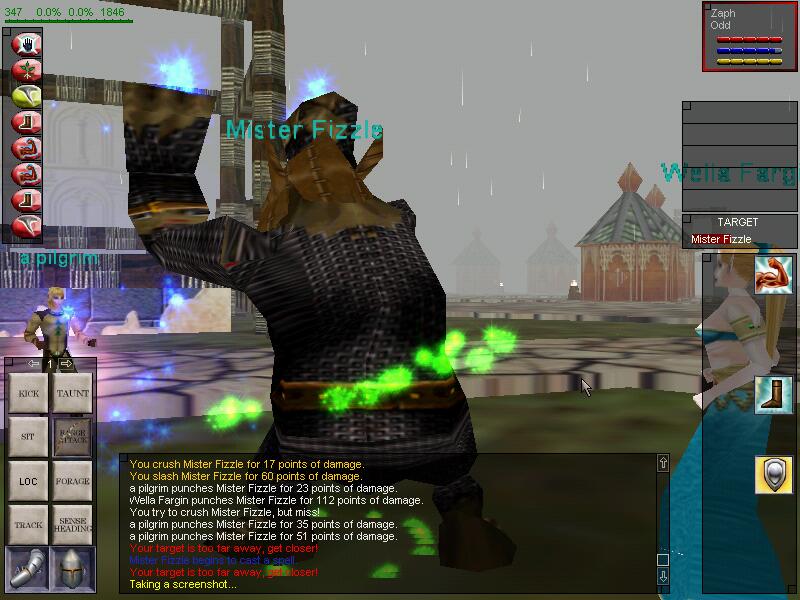 347 0.0% 0.0% 1846
Zaph
Odd
Mister Fizzle
Wella Fargin
TARGET
Mister Fizzle
a pilgrim
1
KICK TAUNT
SIT RANGE ATTACK
LOC FORAGE
TRACK SENSE HEADING
You crush Mister Fizzle for 17 points of damage.
You slash Mister Fizzle for 60 points of damage.
a pilgrim punches Mister Fizzle for 23 points of damage.
Wella Fargin punches Mister Fizzle for 112 points of damage.
You try to crush Mister Fizzle, but miss!
a pilgrim punches Mister Fizzle for 35 points of damage.
a pilgrim punches Mister Fizzle for 51 points of damage.
Your target is too far away, get closer!
Mister Fizzle begins to cast a spell.
Your target is too far away, get closer!
Taking a screenshot...